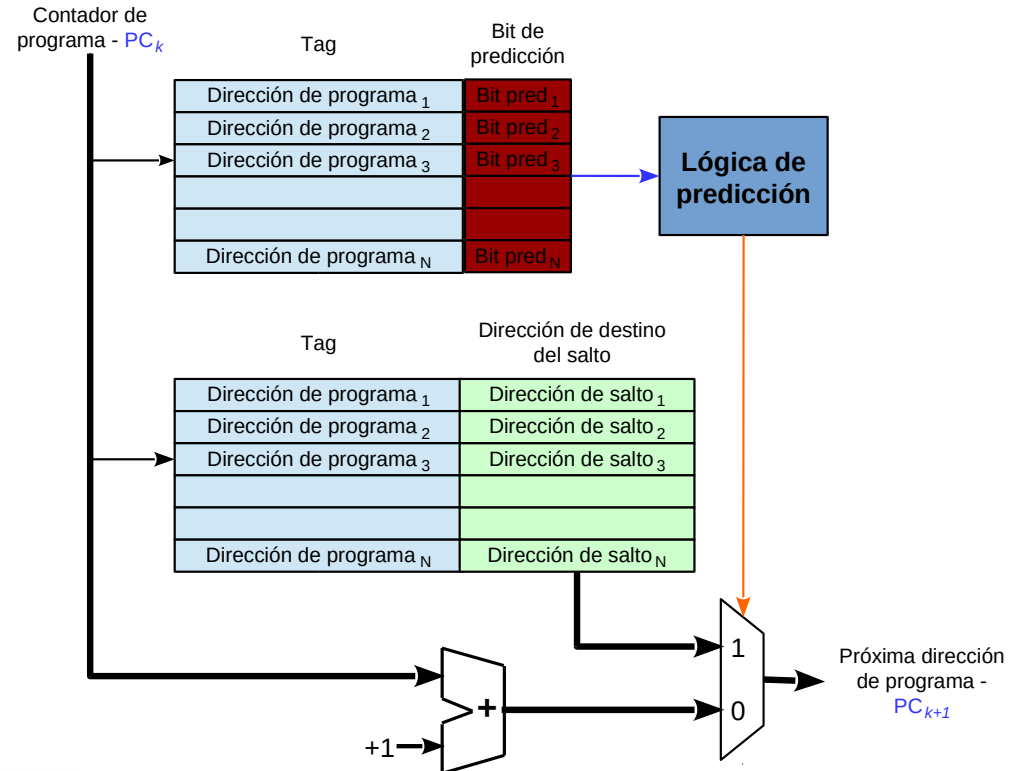 Contador de
programa - PCk
Tag
Bit de
predicción
Dirección de programa 1 Bit pred 1
Dirección de programa 2 Bit pred 2
Dirección de programa 3 Bit pred 3
Dirección de programa N Bit pred N
Lógica de
predicción
Tag
Dirección de destino
del salto
Dirección de programa 1 Dirección de salto 1
Dirección de programa 2 Dirección de salto 2
Dirección de programa 3 Dirección de salto 3
Dirección de programa N Dirección de salto N
1
0
+
+1
Próxima dirección
de programa -
PCk+1